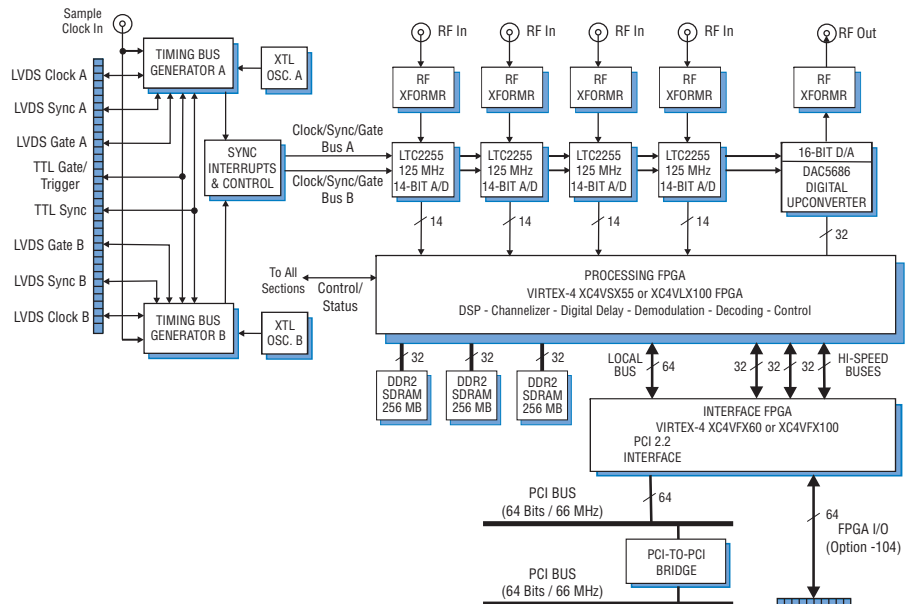 Sample
Clock In
RF In
RF In
RF In
RF In
RF Out
LVDS Clock A
TIMING BUS
GENERATOR A
XTL
OSC. A
RF
XFORMR
RF
XFORMR
RF
XFORMR
RF
XFORMR
RF
XFORMR
LVDS Sync A
LVDS Gate A
TTL Gate/
Trigger
TTL Sync
LVDS Gate B
LVDS Sync B
LVDS Clock B
SYNC
INTERRUPTS
& CONTROL
Clock/Sync/Gate
Bus A
Clock/Sync/Gate
Bus B
LTC2255
125 MHz
14-BIT A/D
LTC2255
125 MHz
14-BIT A/D
LTC2255
125 MHz
14-BIT A/D
LTC2255
125 MHz
14-BIT A/D
16-BIT D/A
DAC5686
DIGITAL
UPCONVERTER
14
14
14
14
32
To All
Sections
Control/
Status
PROCESSING FPGA
VIRTEX-4 XC4VSX55 or XC4VLX100 FPGA
DSP - Channelizer - Digital Delay - Demodulation - Decoding - Control
TIMING BUS
GENERATOR B
XTL
OSC. B
32
32
32
LOCAL
BUS
64
32
32
32
HI-SPEED
BUSES
DDR2
SDRAM
256 MB
DDR2
SDRAM
256 MB
DDR2
SDRAM
256 MB
INTERFACE FPGA
VIRTEX-4 XC4VFX60 or XC4VFX100
PCI 2.2
INTERFACE
PCI BUS
(64 Bits / 66 MHz)
64
64
FPGA I/O
(Option -104)
PCI-TO-PCI
BRIDGE
PCI BUS
(64 Bits / 66 MHz)